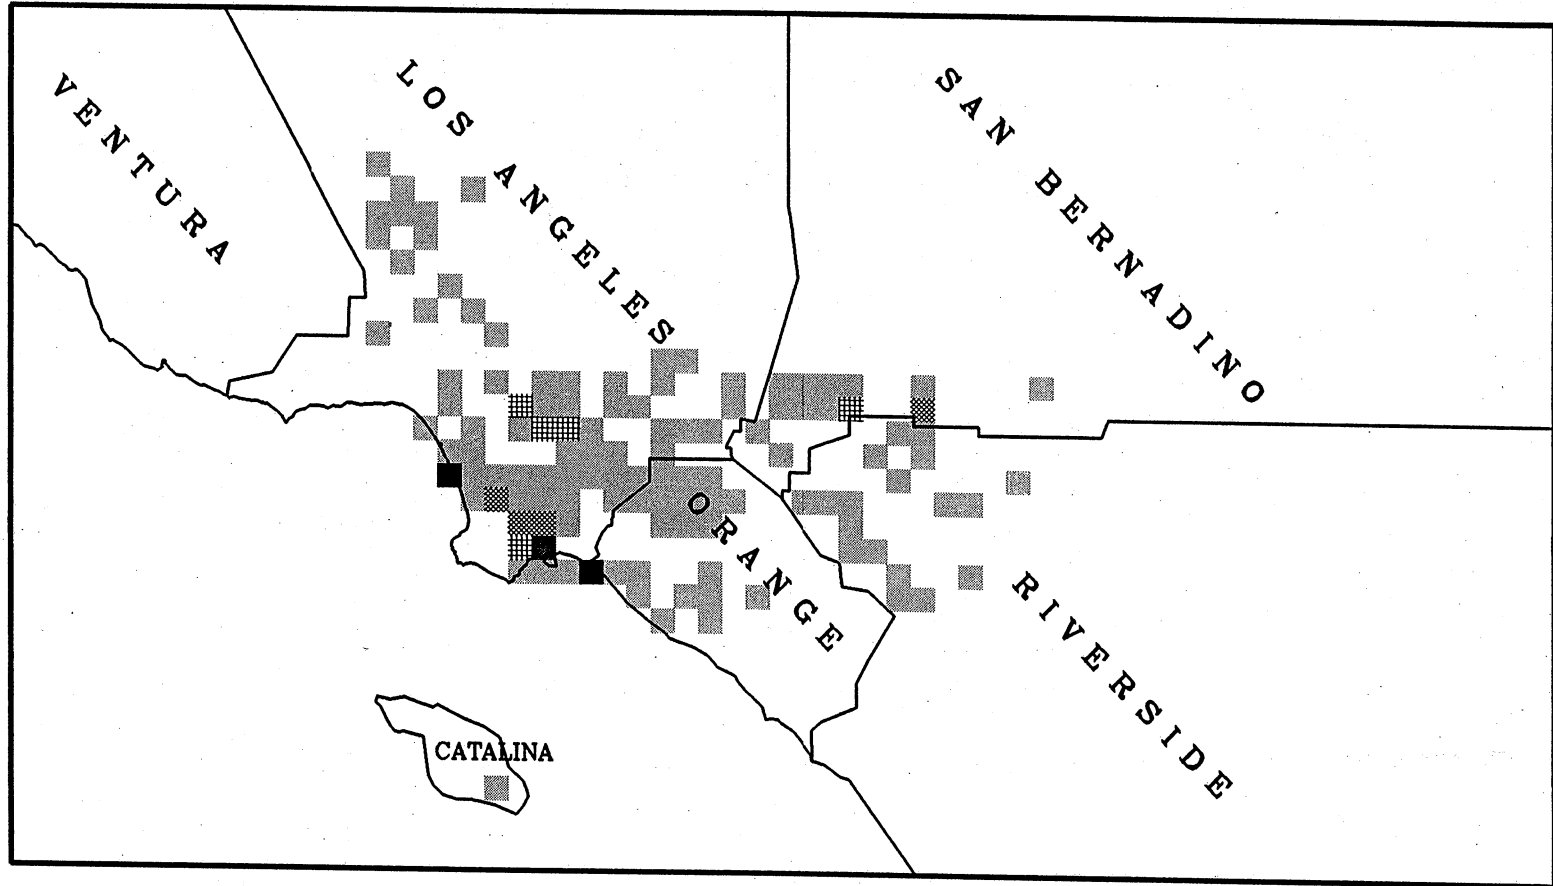 VENTURA
LOS ANGELES
SAN BERNADINO
ORANGE
RIVERSIDE
CATALINA